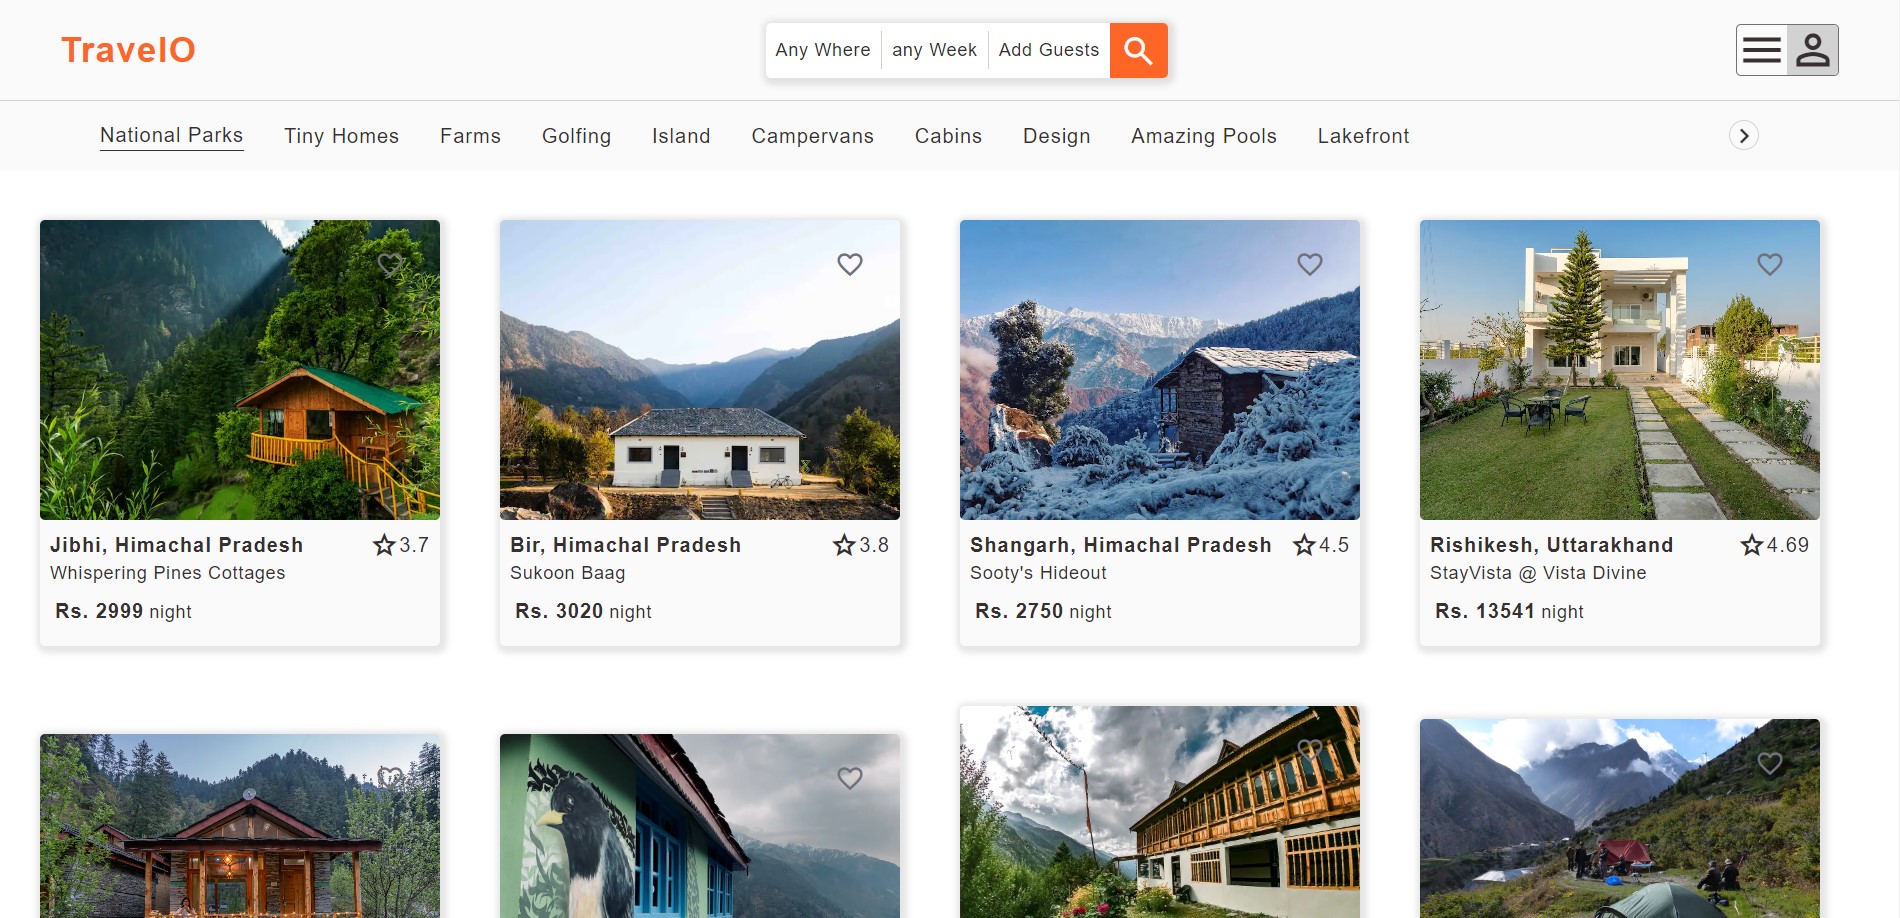 TravelO
Any Where any Week Add Guests
National Parks Tiny Homes Farms Golfing Island Campervans Cabins Design Amazing Pools Lakefront
Jibhi, Himachal Pradesh 3.7
Whispering Pines Cottages
Rs. 2999 night
Bir, Himachal Pradesh 3.8
Sukoon Baag
Rs. 3020 night
Shangarh, Himachal Pradesh 4.5
Sooty's Hideout
Rs. 2750 night
Rishikesh, Uttarakhand 4.69
StayVista @ Vista Divine
Rs. 13541 night